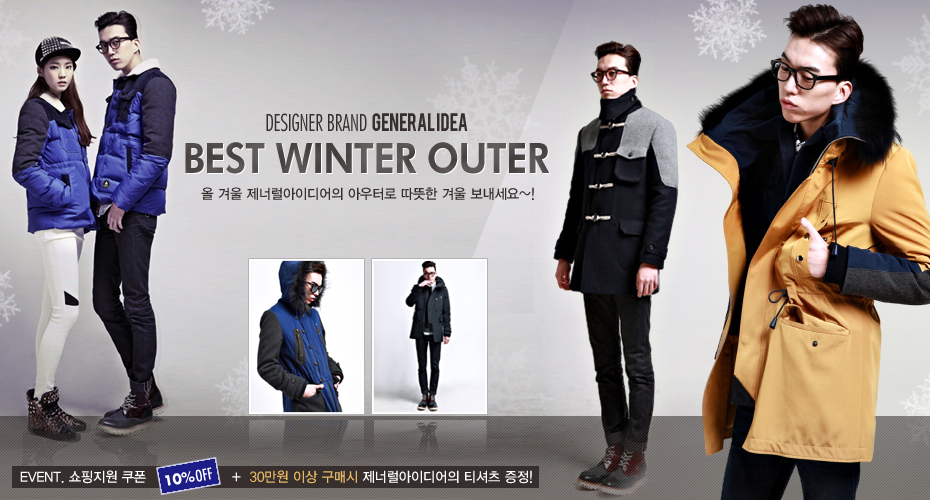 DESIGNER BRAND GENERALIDEA
BEST WINTER OUTER
올 겨울 제너럴아이디어의 아우터로 따뜻한 겨울 보내세요~!
EVENT. 쇼핑지원 쿠폰 10%OFF + 30만원 이상 구매시 제너럴아이디어의 티셔츠 증정!